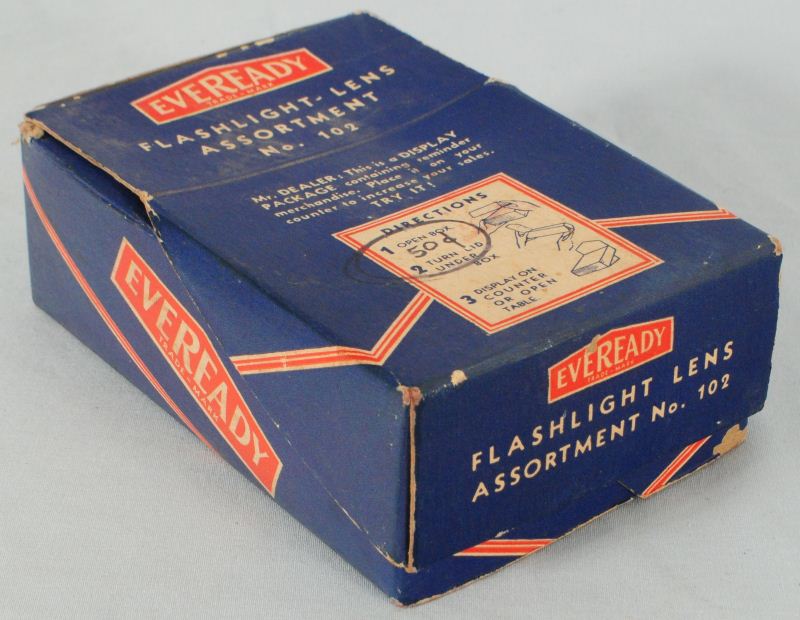 EVEREADY
TRADE-MARK
FLASHLIGHT-LENS
ASSORTMENT
No. 102
Mr. DEALER: This is a DISPLAY
PACKAGE containing reminder
merchandise. Place it on your
counter to increase your sales.
TRY IT!
DIRECTIONS
1 OPEN BOX
50¢
2 TURN LID
UNDER BOX
3 DISPLAY ON
COUNTER
OR OPEN
TABLE
EVEREADY
TRADE-MARK
EVEREADY
TRADE-MARK
FLASHLIGHT LENS
ASSORTMENT No. 102